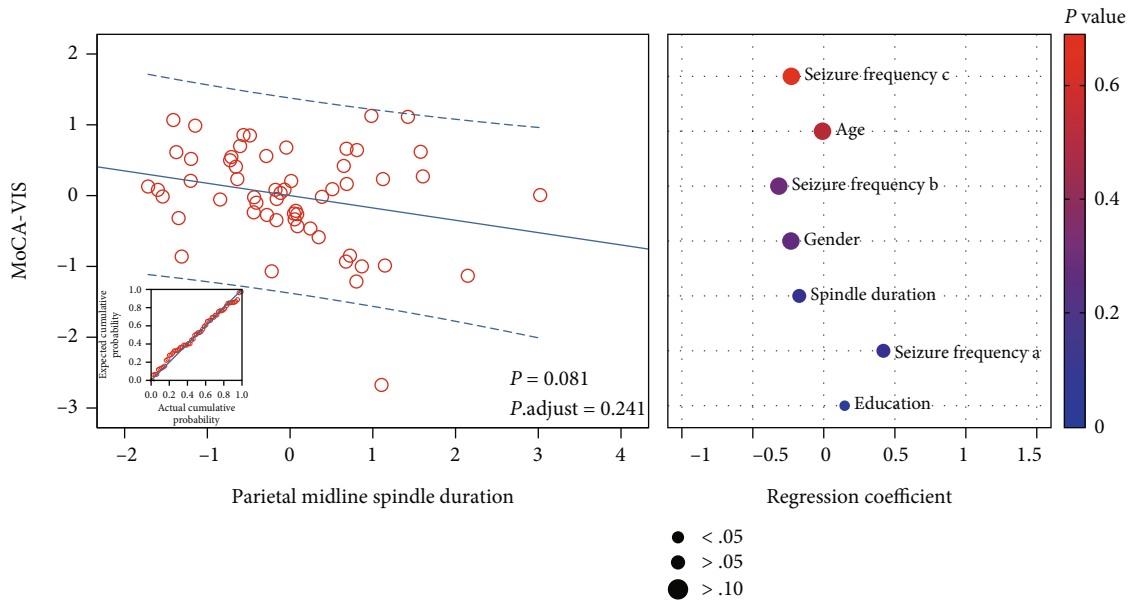 MoCA-VIS
2
1
0
−1
−2
−3
−2
−1
0
1
2
3
4
Parietal midline spindle duration
P = 0.081
P.adjust = 0.241
Expected cumulative
probability
1.0
0.8
0.6
0.4
0.2
0.0
0.0 0.2 0.4 0.6 0.8 1.0
Actual cumulative
probability
Seizure frequency c
Age
Seizure frequency b
Gender
Spindle duration
Seizure frequency a
Education
−1
−0.5
0
0.5
1
1.5
Regression coefficient
P value
0.6
0.4
0.2
0
< .05
> .05
> .10